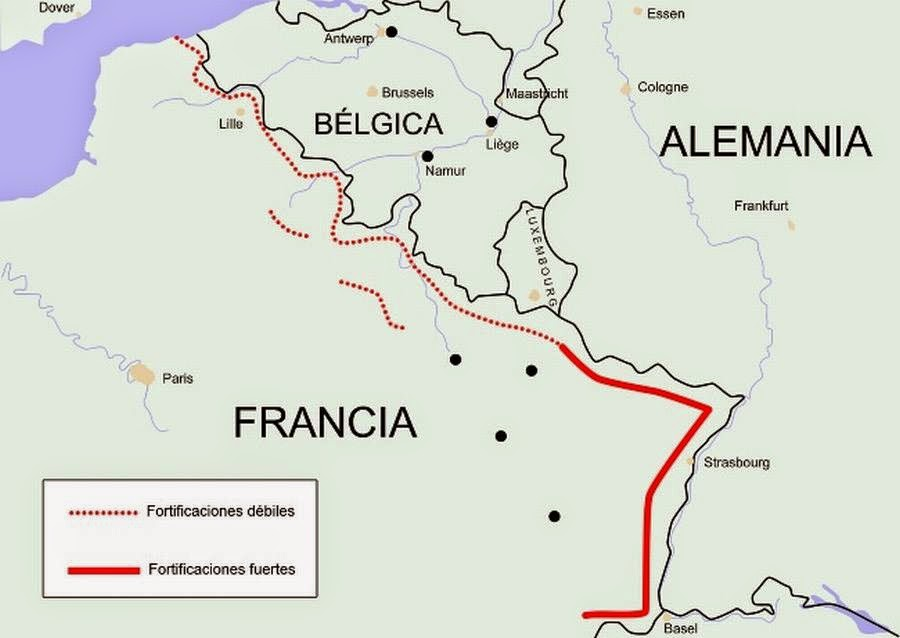 Dover
Essen
Antwerp
Cologne
Brussels
Maastricht
Lille
BÉLGICA
ALEMANIA
Liège
Namur
Frankfurt
LUXEMBOURG
Paris
FRANCIA
Strasbourg
Fortificaciones débiles
Fortificaciones fuertes
Basel